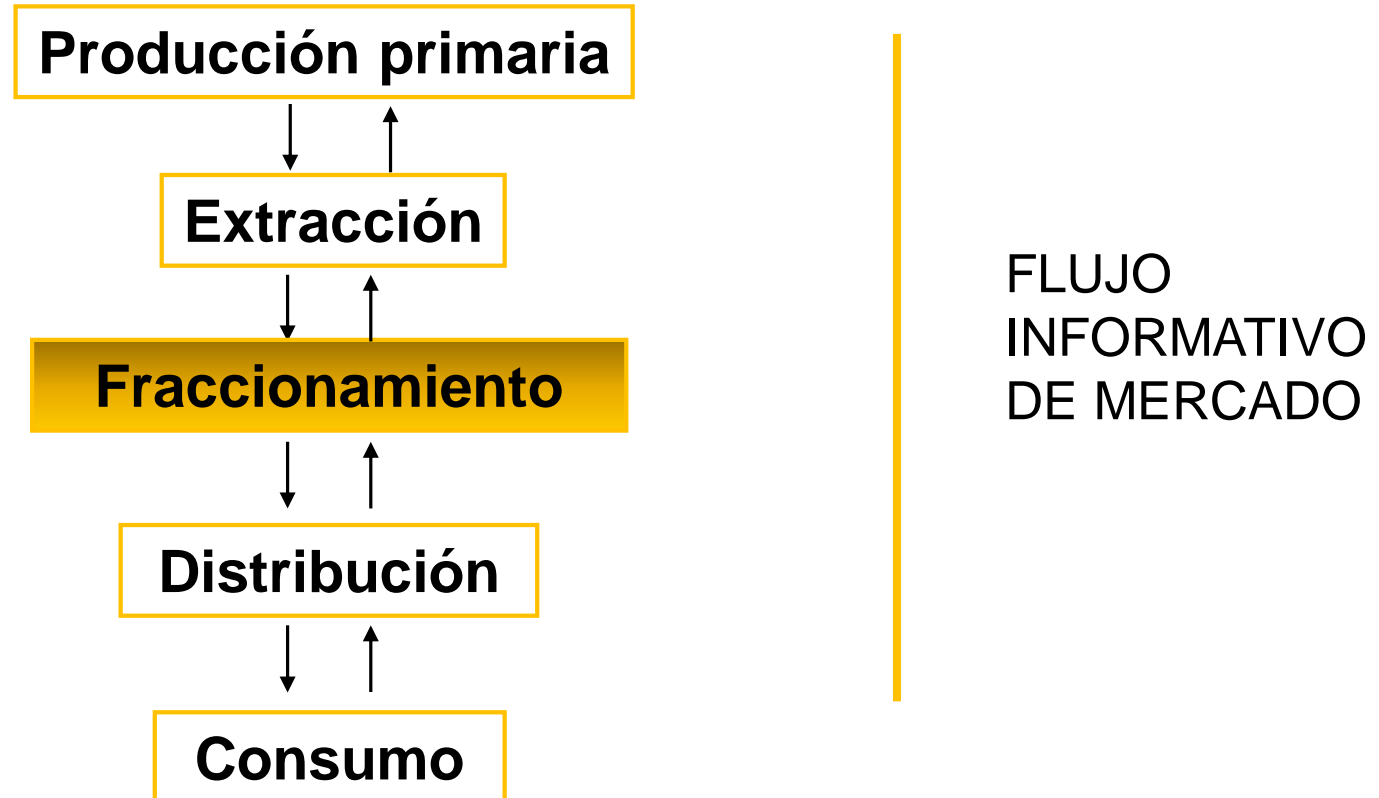 Producción primaria
Extracción
Fraccionamiento
Distribución
Consumo
FLUJO
INFORMATIVO
DE MERCADO